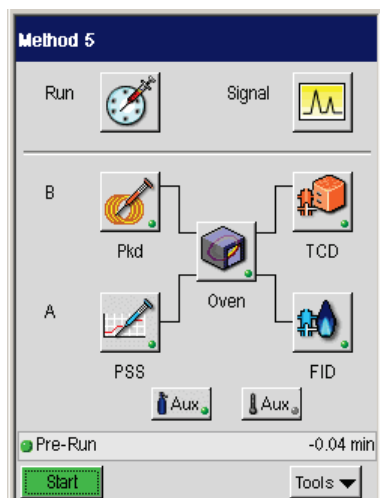 Method 5
Run Signal
B
Pkd TCD
Oven
A
PSS FID
Aux Aux
Pre-Run -0.04 min
Start Tools